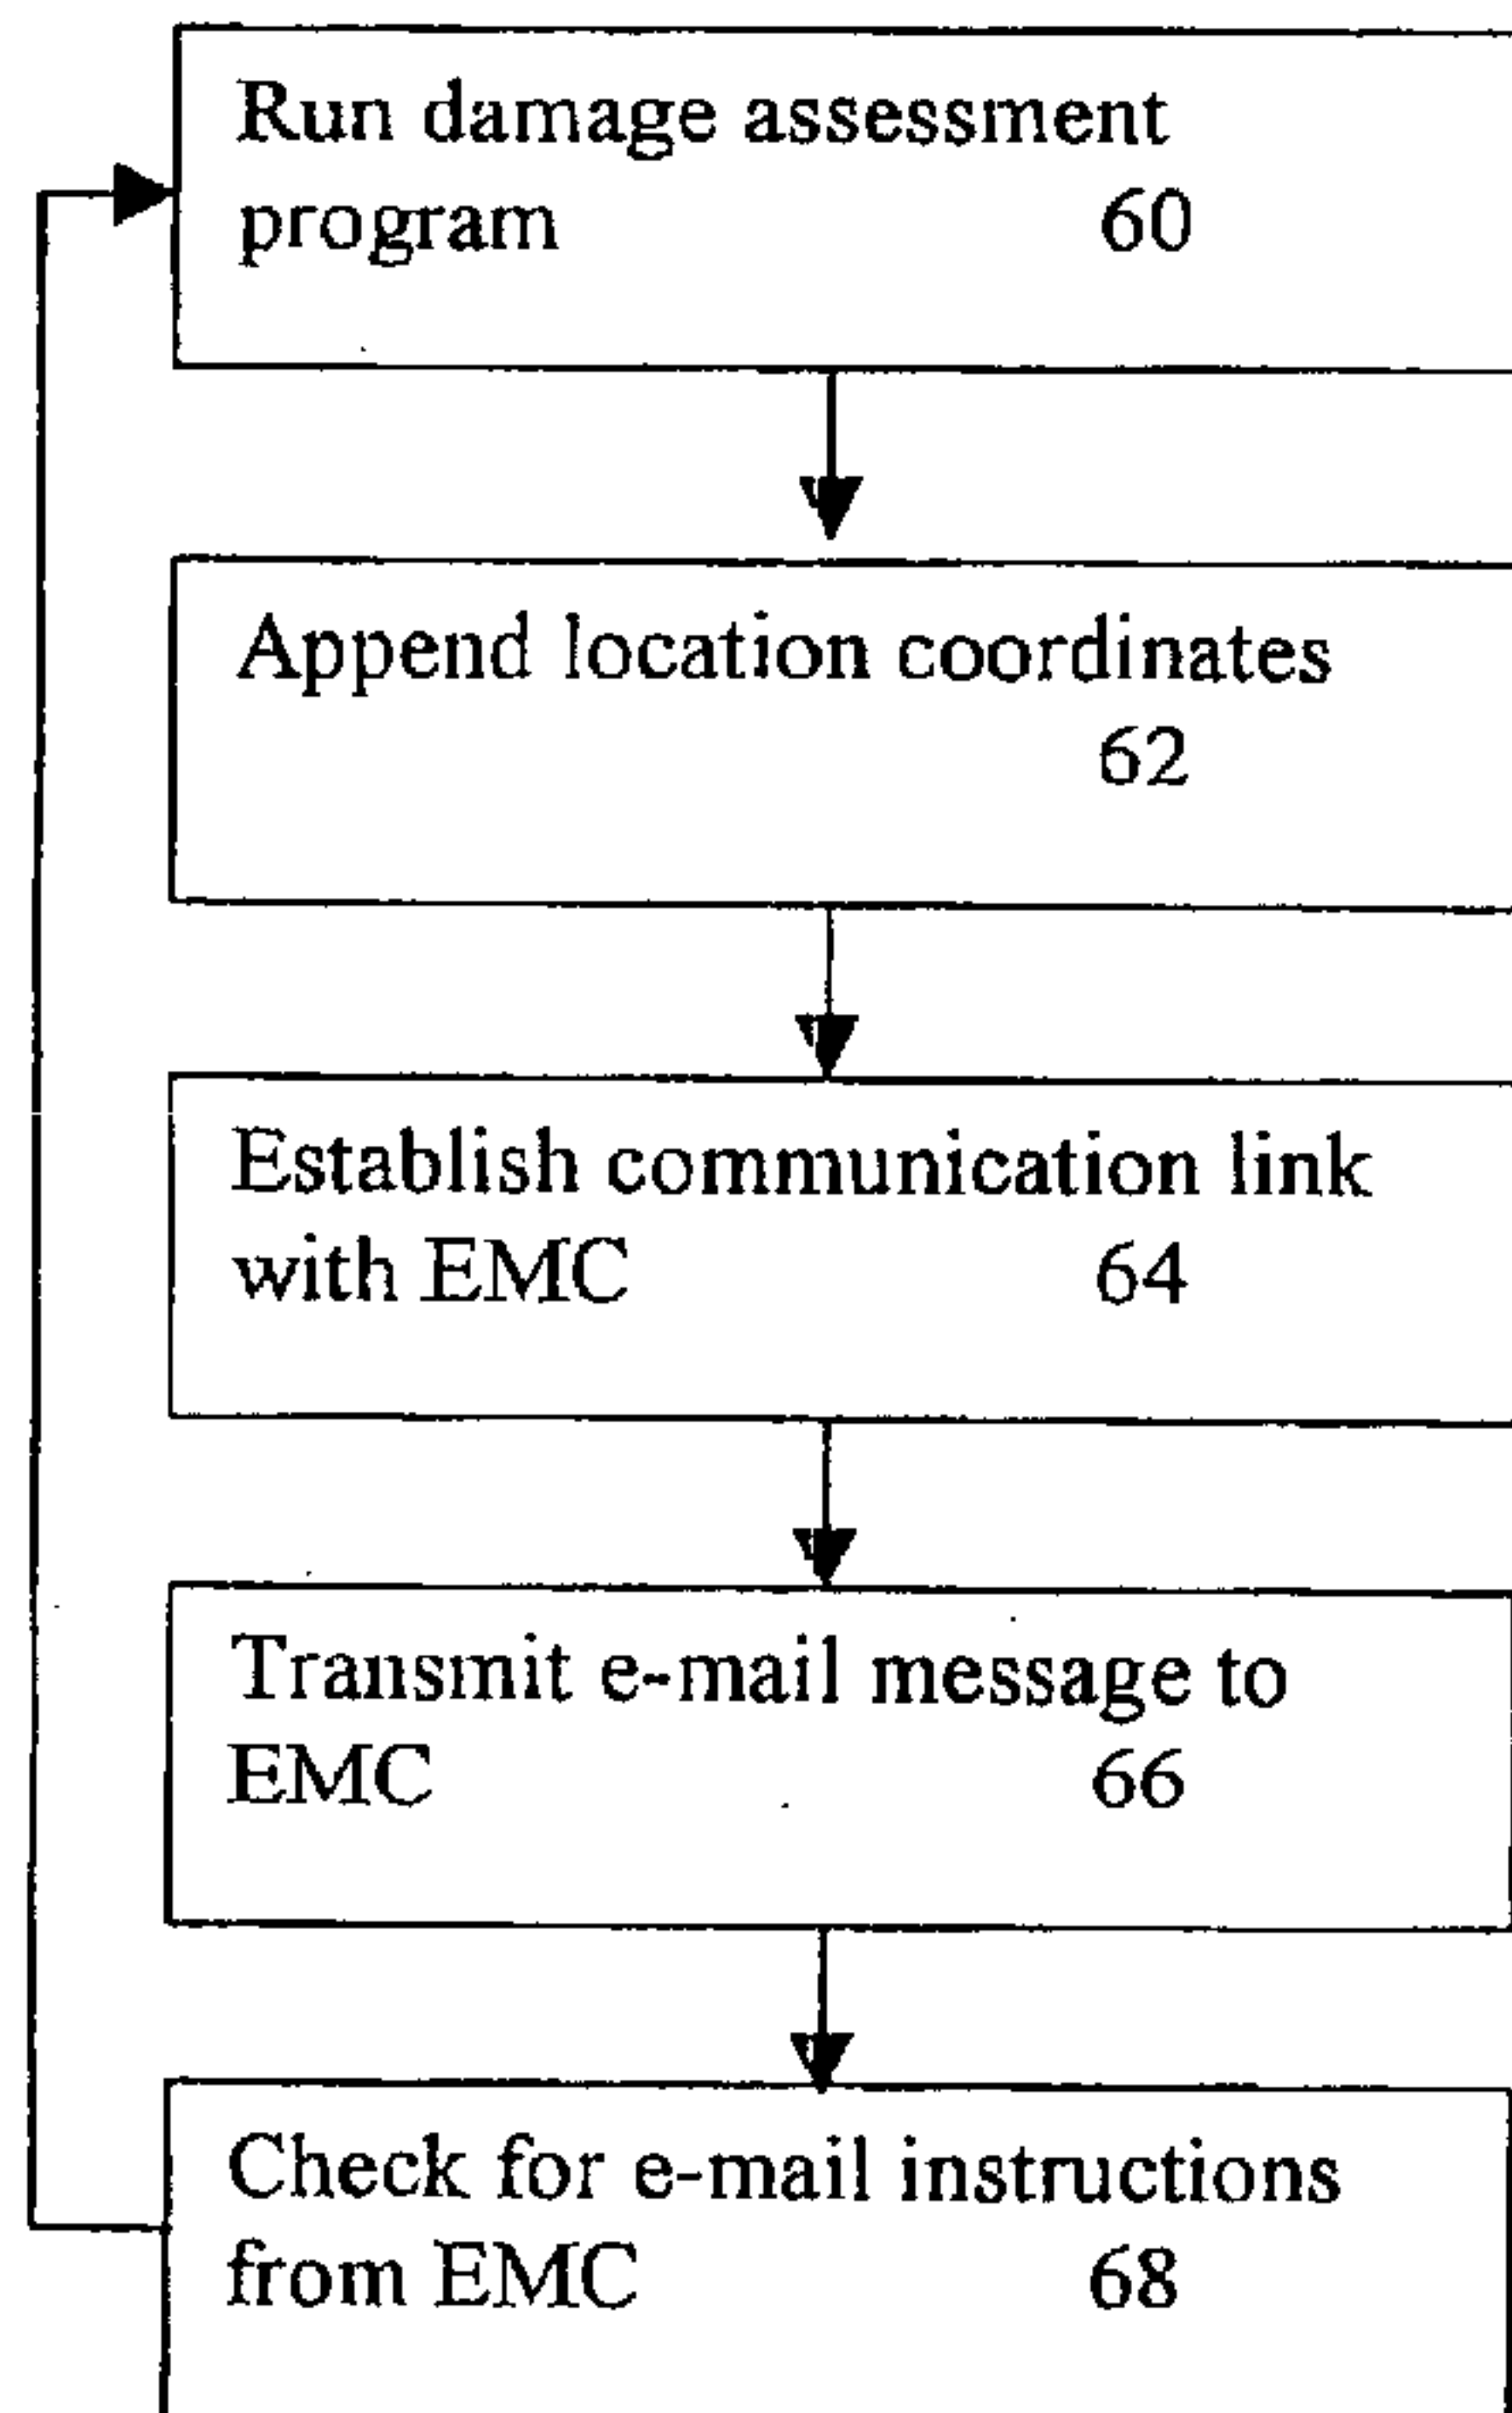 Run damage assessment
program 60
Append location coordinates
62
Establish communication link
with EMC 64
Transmit e-mail message to
EMC 66
Check for e-mail instructions
from EMC 68